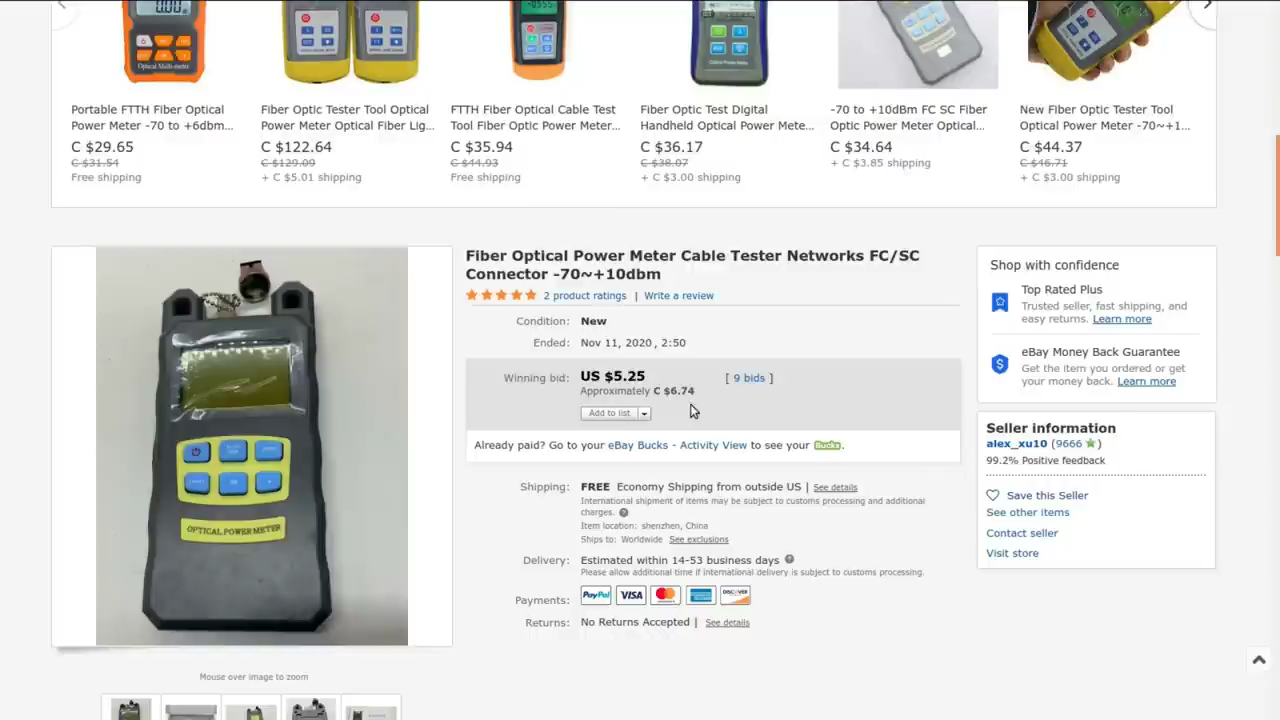 Portable FTTH Fiber Optical
Power Meter -70 to +6dbm...
C $29.65
C $31.54
Free shipping
Fiber Optic Tester Tool Optical
Power Meter Optical Fiber Lig...
C $122.64
C $129.09
+ C $5.01 shipping
FTTH Fiber Optical Cable Test
Tool Fiber Optic Power Meter...
C $35.94
C $44.93
Free shipping
Fiber Optic Test Digital
Handheld Optical Power Mete...
C $36.17
C $38.07
+ C $3.00 shipping
-70 to +10dBm FC SC Fiber
Optic Power Meter Optical...
C $34.64
+ C $3.85 shipping
New Fiber Optic Tester Tool
Optical Power Meter -70~+1...
C $44.37
C $46.71
+ C $3.00 shipping
OPTICAL POWER METER
Mouse over image to zoom
Fiber Optical Power Meter Cable Tester Networks FC/SC
Connector -70~+10dbm
2 product ratings | Write a review
Condition: New
Ended: Nov 11, 2020 , 2:50
Winning bid: US $5.25 [ 9 bids ]
Approximately C $6.74
Add to list
Already paid? Go to your eBay Bucks - Activity View to see your Bucks.
Shipping: FREE Economy Shipping from outside US | See details
International shipment of items may be subject to customs processing and additional
charges.
Item location: shenzhen, China
Ships to: Worldwide See exclusions
Delivery: Estimated within 14-53 business days
Please allow additional time if international delivery is subject to customs processing.
Payments: PayPal VISA MasterCard DISCOVER
Returns: No Returns Accepted | See details
Shop with confidence
Top Rated Plus
Trusted seller, fast shipping, and
easy returns. Learn more
eBay Money Back Guarantee
Get the item you ordered or get
your money back. Learn more
Seller information
alex_xu10 (9666)
99.2% Positive feedback
Save this Seller
See other items
Contact seller
Visit store